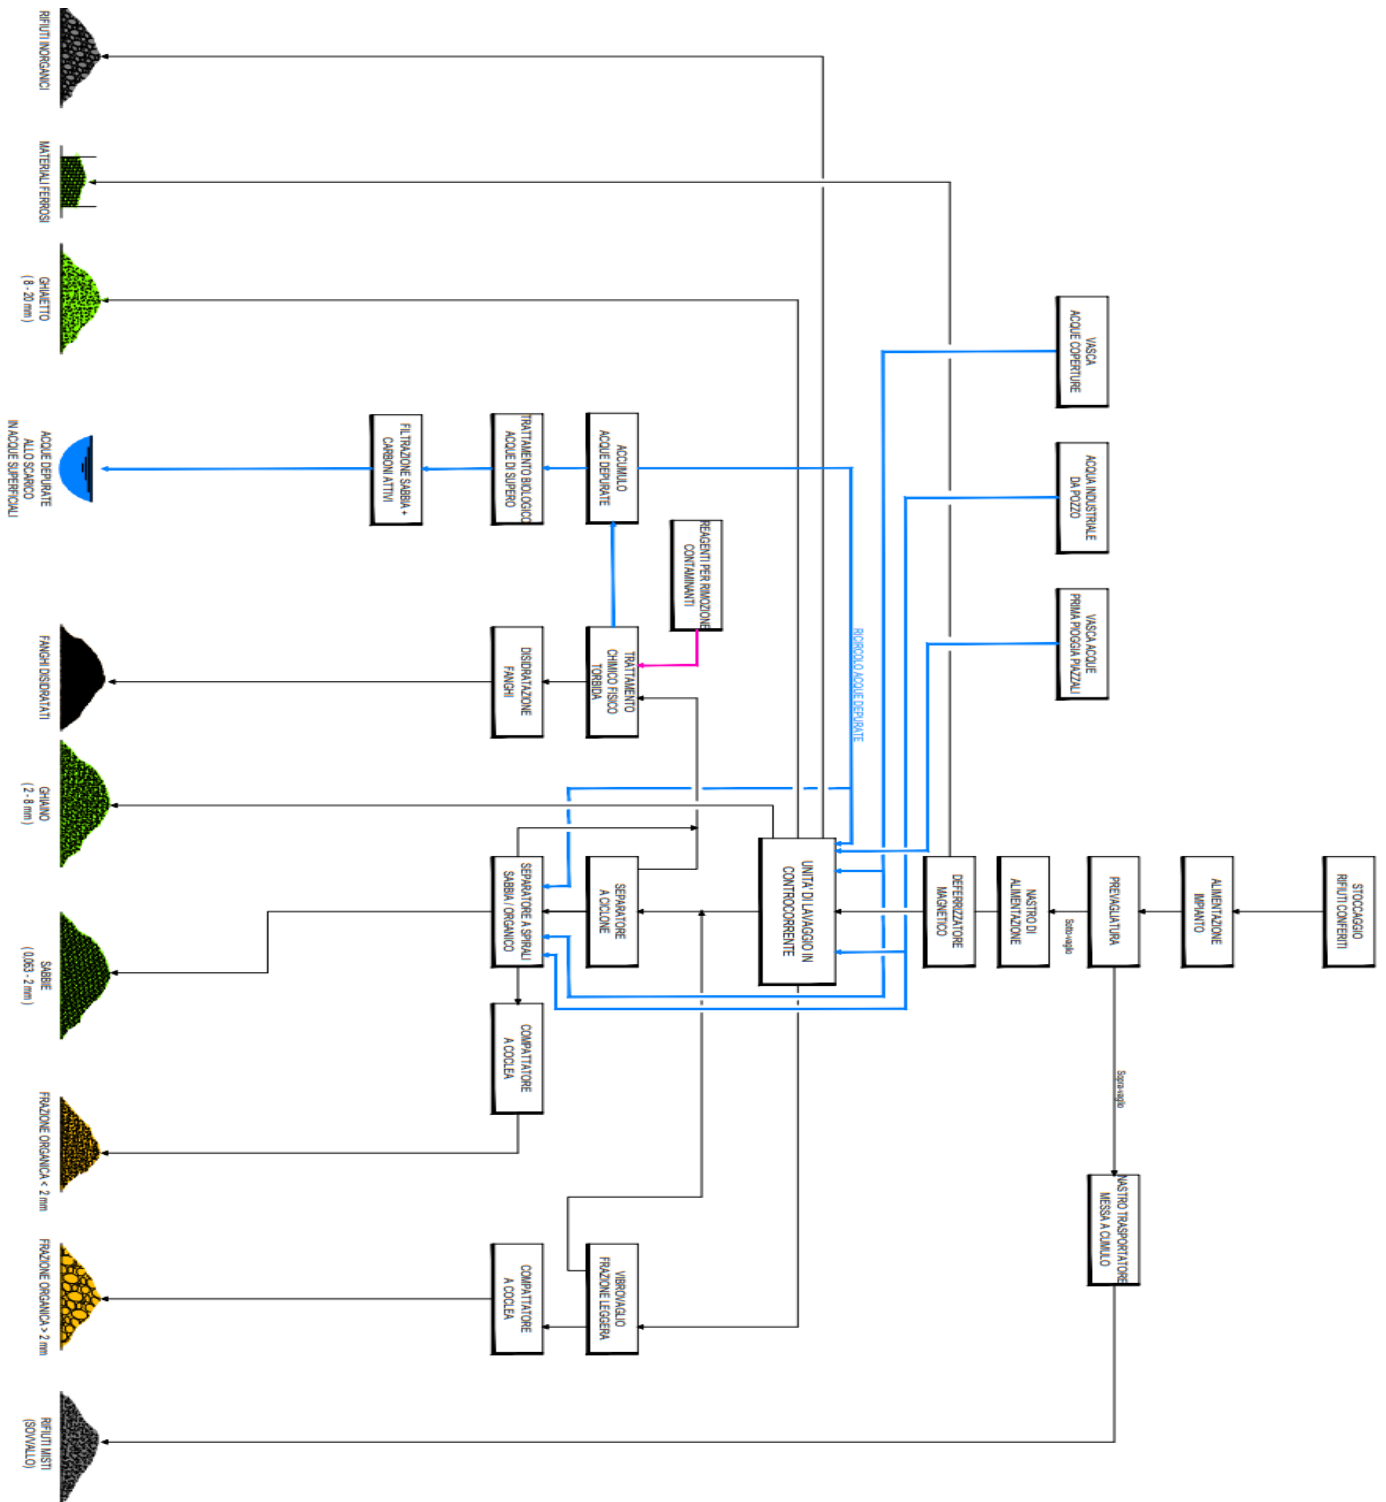 STOCCAGGIO
RIFIUTI CONFERITI
ALIMENTAZIONE
IMPIANTO
VASCA
ACQUE COPERTURE
ACQUA INDUSTRIALE
DA POZZO
VASCA ACQUE
PRIMA PIOGGIA PIAZZALI
PREVAGLIATURA
Sopra-vaglio
NASTRO TRASPORTATORE
MESSA A CUMULO
Sotto-vaglio
NASTRO DI
ALIMENTAZIONE
DEFERRIZZATORE
MAGNETICO
RICIRCOLO ACQUE DEPURATE
UNITA' DI LAVAGGIO IN
CONTROCORRENTE
REAGENTI PER RIMOZIONE
CONTAMINANTI
ACCUMULO
ACQUE DEPURATE
TRATTAMENTO
CHIMICO FISICO
TORBIDA
SEPARATORE
A CICLONE
VIBROVAGLIO
FRAZIONE LEGGERA
TRATTAMENTO BIOLOGICO
ACQUE DI SUPERO
DISIDRATAZIONE
FANGHI
SEPARATORE A SPIRALI
SABBIA / ORGANICO
COMPATTATORE
A COCLEA
COMPATTATORE
A COCLEA
FILTRAZIONE SABBIA +
CARBONI ATTIVI
RIFIUTI INORGANICI
MATERIALI FERROSI
GHIAIETTO
( 8 - 20 mm )
ACQUE DEPURATE
ALLO SCARICO
IN ACQUE SUPERFICIALI
FANGHI DISIDRATATI
GHIAINO
( 2 - 8 mm )
SABBIE
( 0.063 - 2 mm )
FRAZIONE ORGANICA < 2 mm
FRAZIONE ORGANICA > 2 mm
RIFIUTI MISTI
(SOVVALLO)